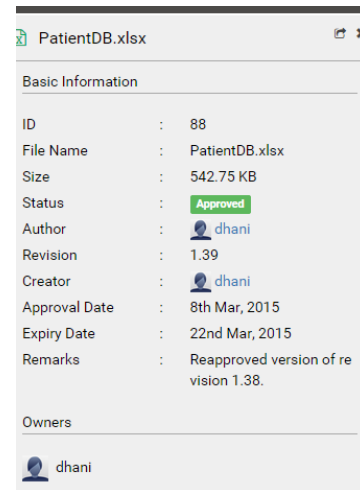 PatientDB.xlsx
Basic Information
ID : 88
File Name : PatientDB.xlsx
Size : 542.75 KB
Status : Approved
Author : dhani
Revision : 1.39
Creator : dhani
Approval Date : 8th Mar, 2015
Expiry Date : 22nd Mar, 2015
Remarks : Reapproved version of re
vision 1.38.
Owners
dhani